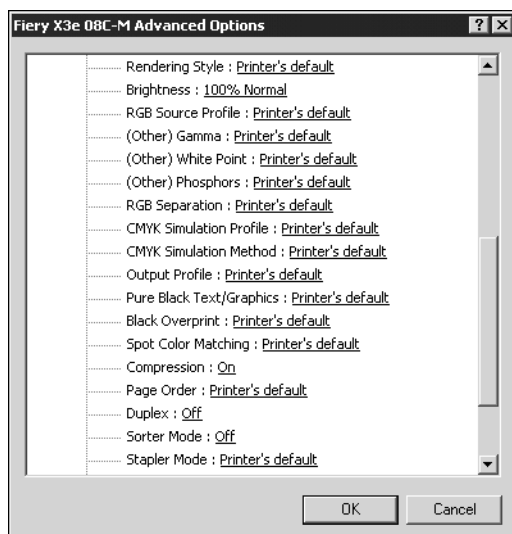 Fiery X3e 08C-M Advanced Options
Rendering Style : Printer's default
Brightness : 100% Normal
RGB Source Profile : Printer's default
(Other) Gamma : Printer's default
(Other) White Point : Printer's default
(Other) Phosphors : Printer's default
RGB Separation : Printer's default
CMYK Simulation Profile : Printer's default
CMYK Simulation Method : Printer's default
Output Profile : Printer's default
Pure Black Text/Graphics : Printer's default
Black Overprint : Printer's default
Spot Color Matching : Printer's default
Compression : On
Page Order : Printer's default
Duplex : Off
Sorter Mode : Off
Stapler Mode : Printer's default
OK Cancel